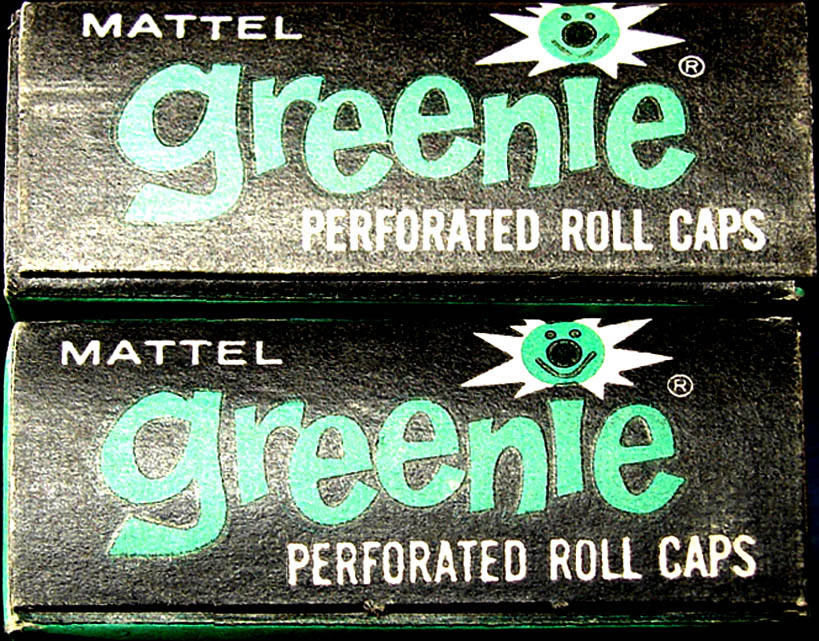 MATTEL
greenie®
PERFORATED ROLL CAPS
MATTEL
greenie®
PERFORATED ROLL CAPS